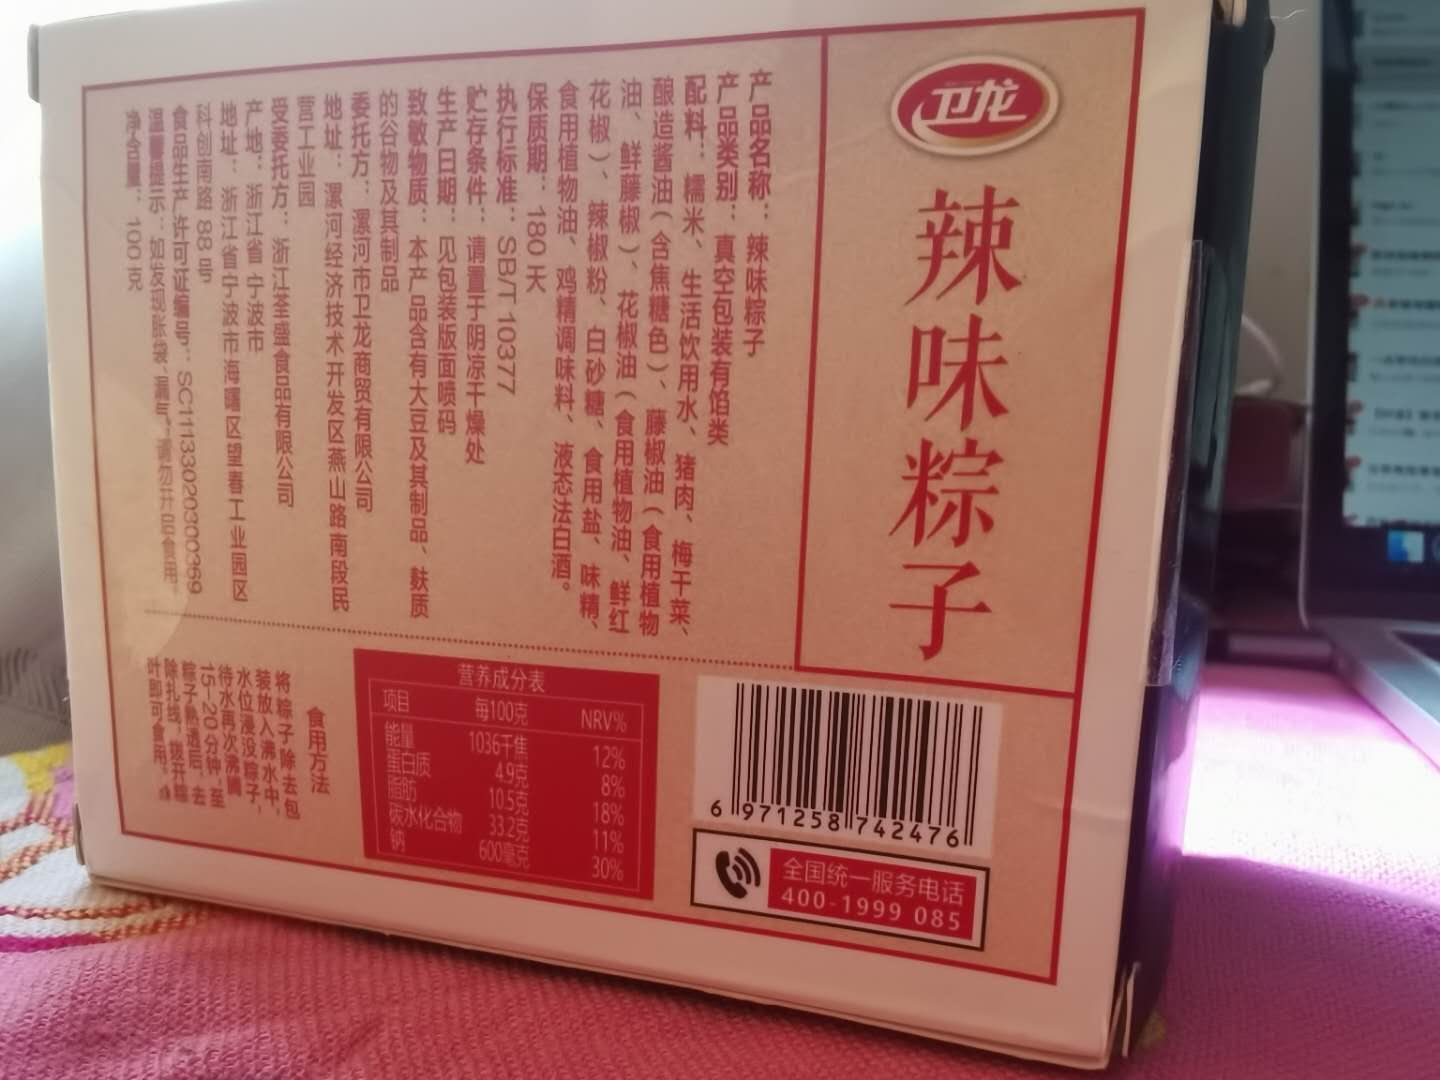 卫龙
辣味粽子
产品名称：辣味粽子
产品类别：真空包装有馅类
配料：糯米、生活饮用水、猪肉、梅干菜、
酿造酱油（含焦糖色）、藤椒油（食用植物
油、鲜藤椒）、花椒油（食用植物油、鲜红
花椒）、辣椒粉、白砂糖、食用盐、味精、
食用植物油、鸡精调味料、液态法白酒。
保质期：180天
执行标准：SB/T 10377
贮存条件：请置于阴凉干燥处
生产日期：见包装版面喷码
致敏物质：本产品含有大豆及其制品、麸质
的谷物及其制品
委托方：漯河市卫龙商贸有限公司
地址：漯河经济技术开发区燕山路南段民
营工业园
受委托方：浙江荃盛食品有限公司
产地：浙江省 宁波市
地址：浙江省宁波市海曙区望春工业园区
科创南路 88 号
食品生产许可证编号：SC11133020300369
温馨提示：如发现胀袋、漏气，请勿开启食用。
净含量：100 克
食用方法
将粽子除去包
装放入沸水中，
水位浸没粽子，
待水再次沸腾
15-20分钟，至
粽子熟透后，去
除扎线，拨开粽
叶即可食用。
营养成分表
项目 每100克 NRV%
能量 1036千焦 12%
蛋白质 4.9克 8%
脂肪 10.5克 18%
碳水化合物 33.2克 11%
钠 600毫克 30%
6 971258 742476
全国统一服务电话
400-1999 085